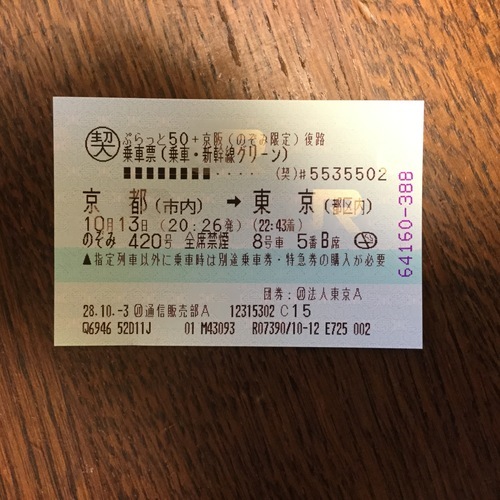 契 ぷらっと50+京阪(のぞみ限定)復路
乗車票(乗車・新幹線グリーン)
■■■■■■■■■・・・・ (契)#5535502
京都(市内) → 東京(都区内)
10月13日 (20:26発) (22:43着)
のぞみ 420号 全席禁煙 8号車 5番B席
▲指定列車以外に乗車時は別途乗車券・特急券の購入が必要
団券:㊊法人東京A
28.10.-3 通信販売部A 12315302 C15
Q6946 52D11J 01 M43093 R07390/10-12 E725 002
64160-388